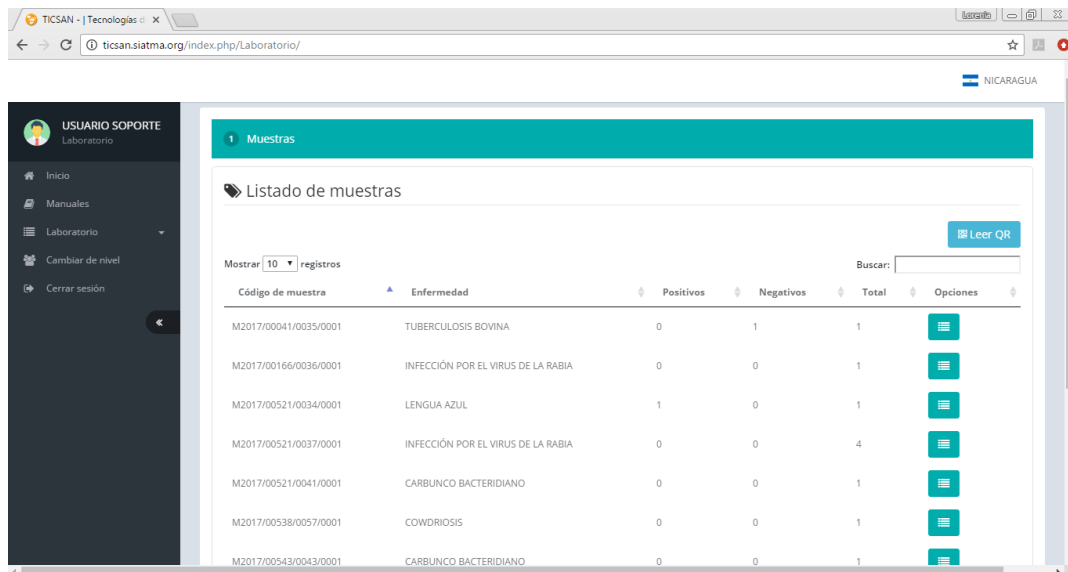 TICSAN - | Tecnologías d
Lorenia
ticsan.siatma.org/index.php/Laboratorio/
NICARAGUA
USUARIO SOPORTE
Laboratorio
Inicio
Manuales
Laboratorio
Cambiar de nivel
Cerrar sesión
1 Muestras
Listado de muestras
Leer QR
Mostrar 10 registros
Buscar:
Código de muestra Enfermedad Positivos Negativos Total Opciones
M2017/00041/0035/0001 TUBERCULOSIS BOVINA 0 1 1
M2017/00166/0036/0001 INFECCIÓN POR EL VIRUS DE LA RABIA 0 0 1
M2017/00521/0034/0001 LENGUA AZUL 1 0 1
M2017/00521/0037/0001 INFECCIÓN POR EL VIRUS DE LA RABIA 0 0 4
M2017/00521/0041/0001 CARBUNCO BACTERIDIANO 0 0 1
M2017/00538/0057/0001 COWDRIOSIS 0 0 1
M2017/00543/0043/0001 CARBUNCO BACTERIDIANO 0 0 1